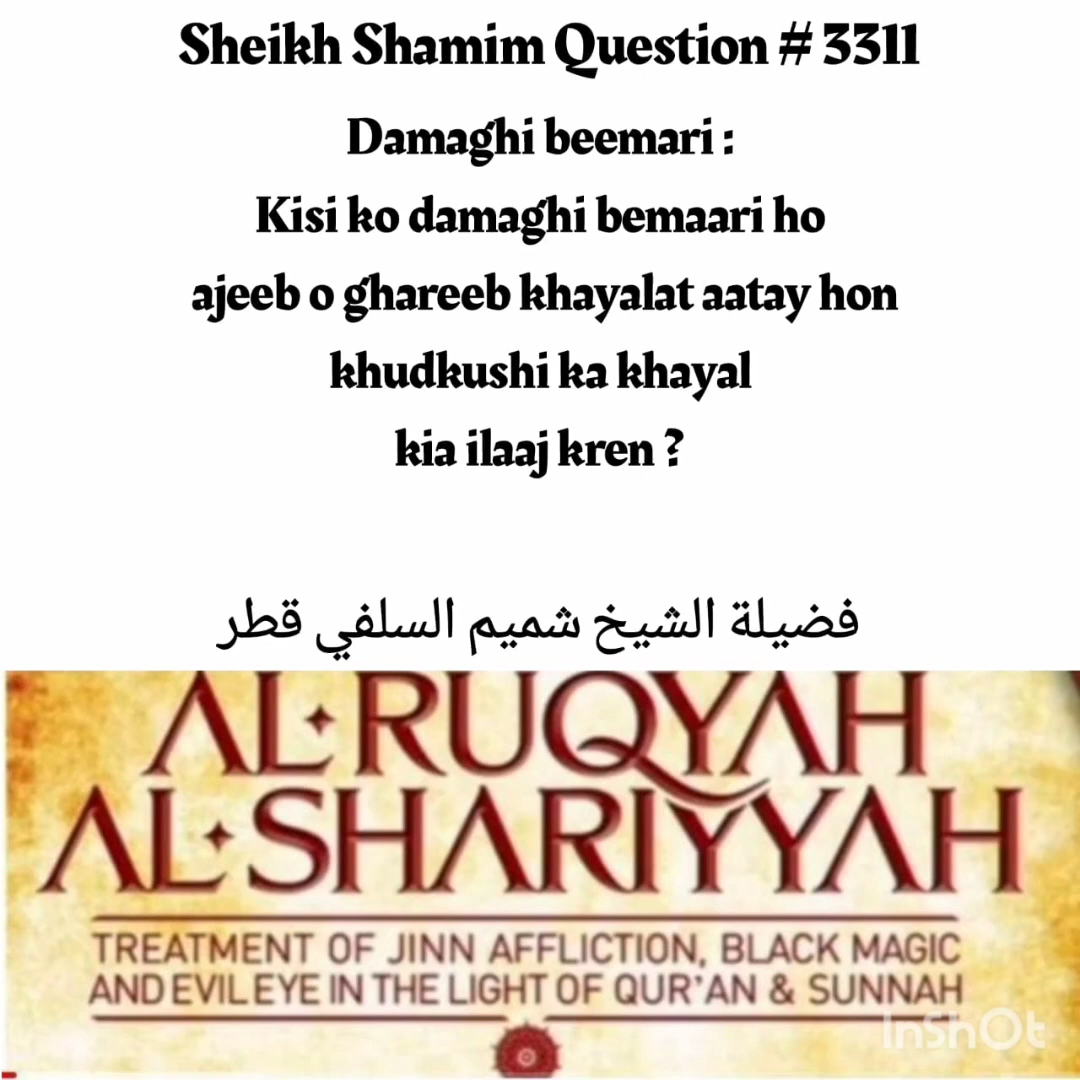 Sheikh Shamim Question # 3311
Damaghi beemari :
Kisi ko damaghi bemaari ho
ajeeb o ghareeb khayalat aatay hon
khudkushi ka khayal
kia ilaaj kren ?
فضيلة الشيخ شميم السلفي قطر
AL·RUQYAH
AL·SHARIYYAH
TREATMENT OF JINN AFFLICTION, BLACK MAGIC
AND EVIL EYE IN THE LIGHT OF QUR'AN & SUNNAH
InShOt